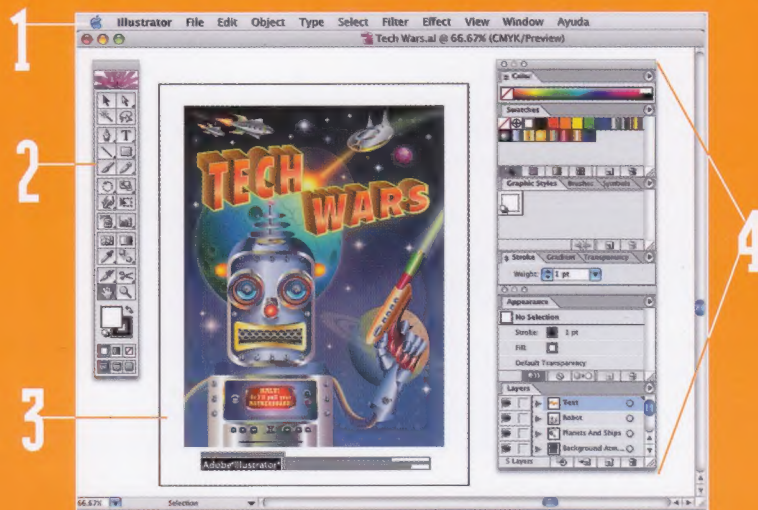 1
Illustrator File Edit Object Type Select Filter Effect View Window Ayuda
Tech Wars.ai @ 66.67% (CMYK/Preview)
2
3
4
TECH
WARS
Adobe Illustrator
66.67% Selection
Color
Swatches
Graphic Styles Brushes Symbols
Stroke Gradient Transparency
Weight: 1 pt
Appearance
No Selection
Stroke: 1 pt
Fill:
Default Transparency
Layers
Text
Robot
Planets And Ships
Background
5 Layers